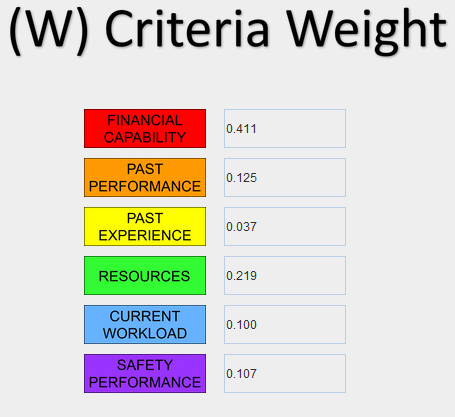 (W) Criteria Weight
FINANCIAL
CAPABILITY
0.411
PAST
PERFORMANCE
0.125
PAST
EXPERIENCE
0.037
RESOURCES
0.219
CURRENT
WORKLOAD
0.100
SAFETY
PERFORMANCE
0.107